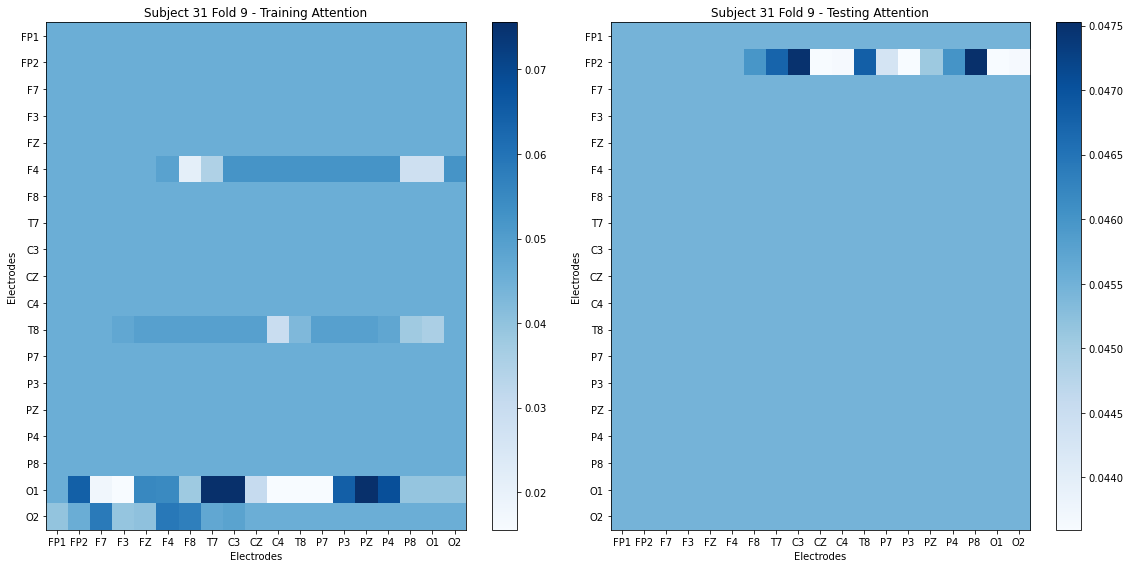 Subject 31 Fold 9 - Training Attention
FP1
FP2
F7
F3
FZ
F4
F8
T7
C3
CZ
C4
T8
P7
P3
PZ
P4
P8
O1
O2
Electrodes
FP1 FP2 F7 F3 FZ F4 F8 T7 C3 CZ C4 T8 P7 P3 PZ P4 P8 O1 O2
Electrodes
0.07
0.06
0.05
0.04
0.03
0.02
Subject 31 Fold 9 - Testing Attention
FP1
FP2
F7
F3
FZ
F4
F8
T7
C3
CZ
C4
T8
P7
P3
PZ
P4
P8
O1
O2
Electrodes
FP1 FP2 F7 F3 FZ F4 F8 T7 C3 CZ C4 T8 P7 P3 PZ P4 P8 O1 O2
Electrodes
0.0475
0.0470
0.0465
0.0460
0.0455
0.0450
0.0445
0.0440